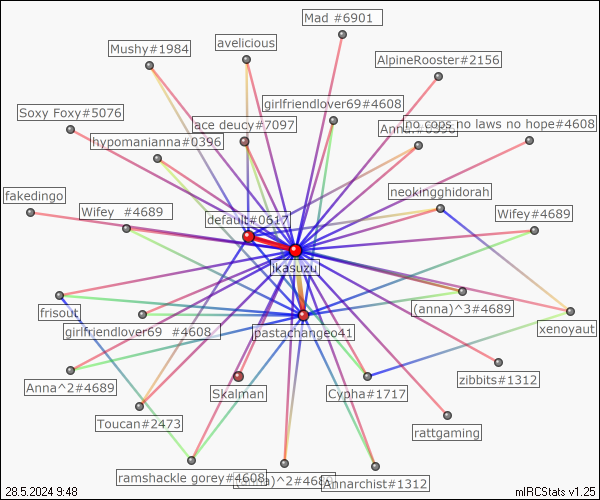 Mad #6901
Mushy#1984
avelicious
AlpineRooster#2156
girlfriendlover69#4608
Soxy Foxy#5076
ace deucy#7097
no cops no laws no hope#4608
hypomanianna#0396
fakedingo
neokingghidorah
Wifey  #4689
default#0617
Wifey#4689
ikasuzu
frisout
(anna)^3#4689
girlfriendlover69  #4608
pastachangeo41
xenoyaut
Anna^2#4689
zibbits#1312
Skalman
Cypha#1717
Toucan#2473
rattgaming
ramshackle gorey#4608
(anna)^2#4689
Annarchist#1312
28.5.2024 9:48
mIRCStats v1.25